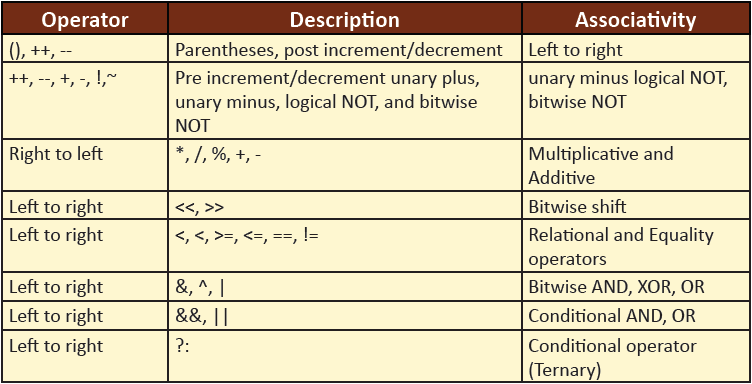 Operator Description Associativity
(), ++, -- Parentheses, post increment/decrement Left to right
++, --, +, -, !,~ Pre increment/decrement unary plus, unary minus logical NOT,
unary minus, logical NOT, and bitwise bitwise NOT
NOT
Right to left *, /, %, +, - Multiplicative and
Additive
Left to right <<, >> Bitwise shift
Left to right <, <, >=, <=, ==, != Relational and Equality
operators
Left to right &, ^, | Bitwise AND, XOR, OR
Left to right &&, || Conditional AND, OR
Left to right ?: Conditional operator
(Ternary)